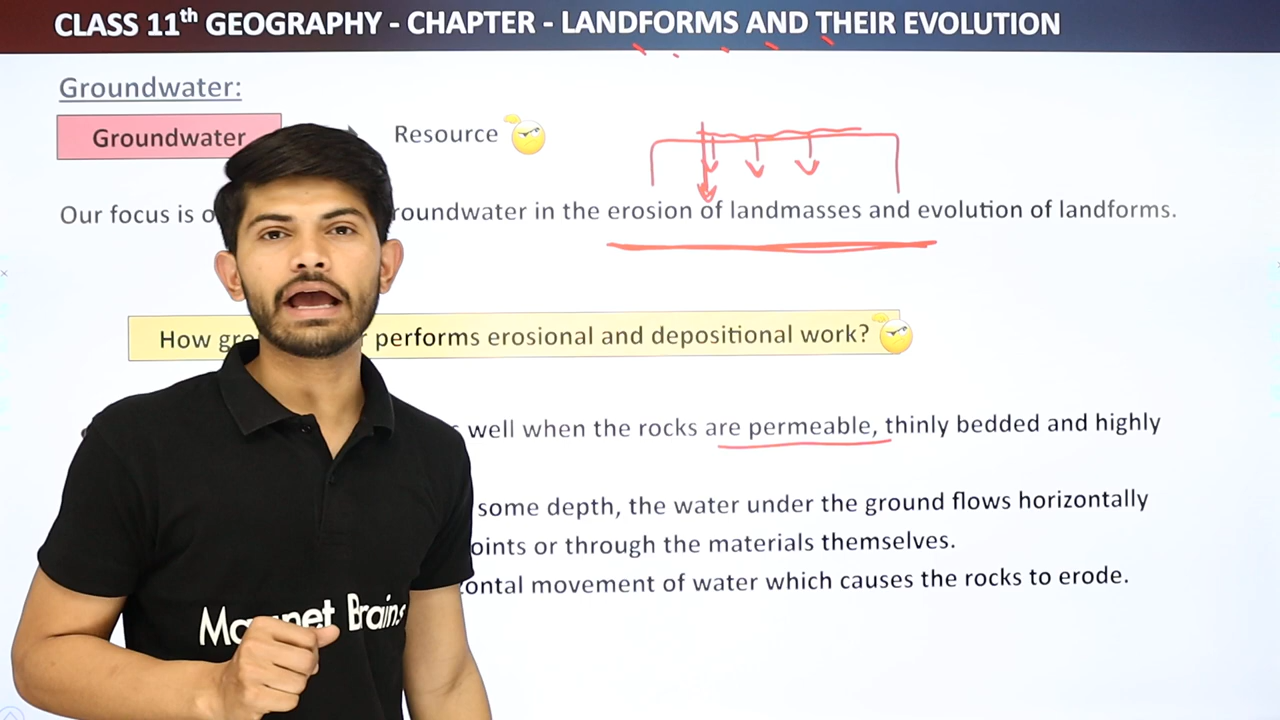 CLASS 11th GEOGRAPHY - CHAPTER - LANDFORMS AND THEIR EVOLUTION
Groundwater:
Groundwater
Resource
Our focus is o roundwater in the erosion of landmasses and evolution of landforms.
How gr performs erosional and depositional work?
well when the rocks are permeable, thinly bedded and highly
some depth, the water under the ground flows horizontally
oints or through the materials themselves.
ontal movement of water which causes the rocks to erode.
Magnet Brains